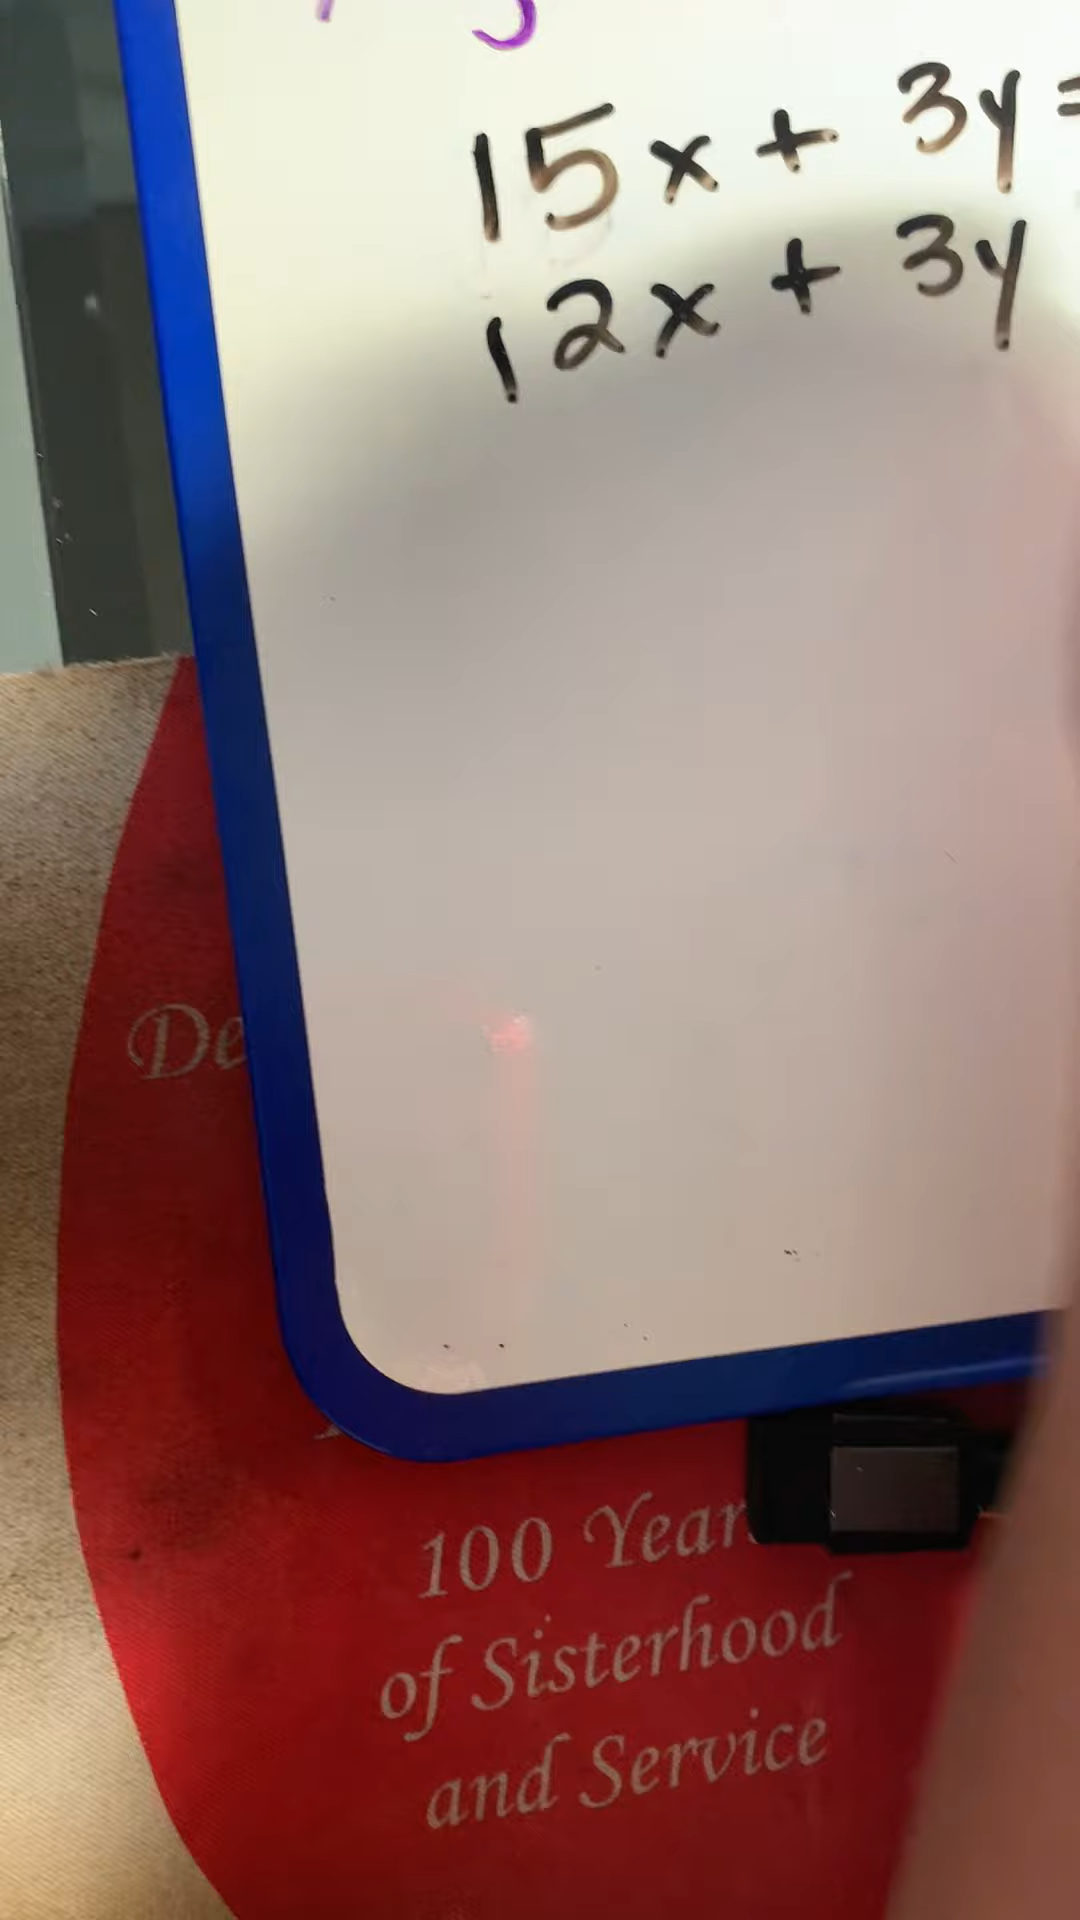 15x + 3y =
12x + 3y
De
100 Year
of Sisterhood
and Service